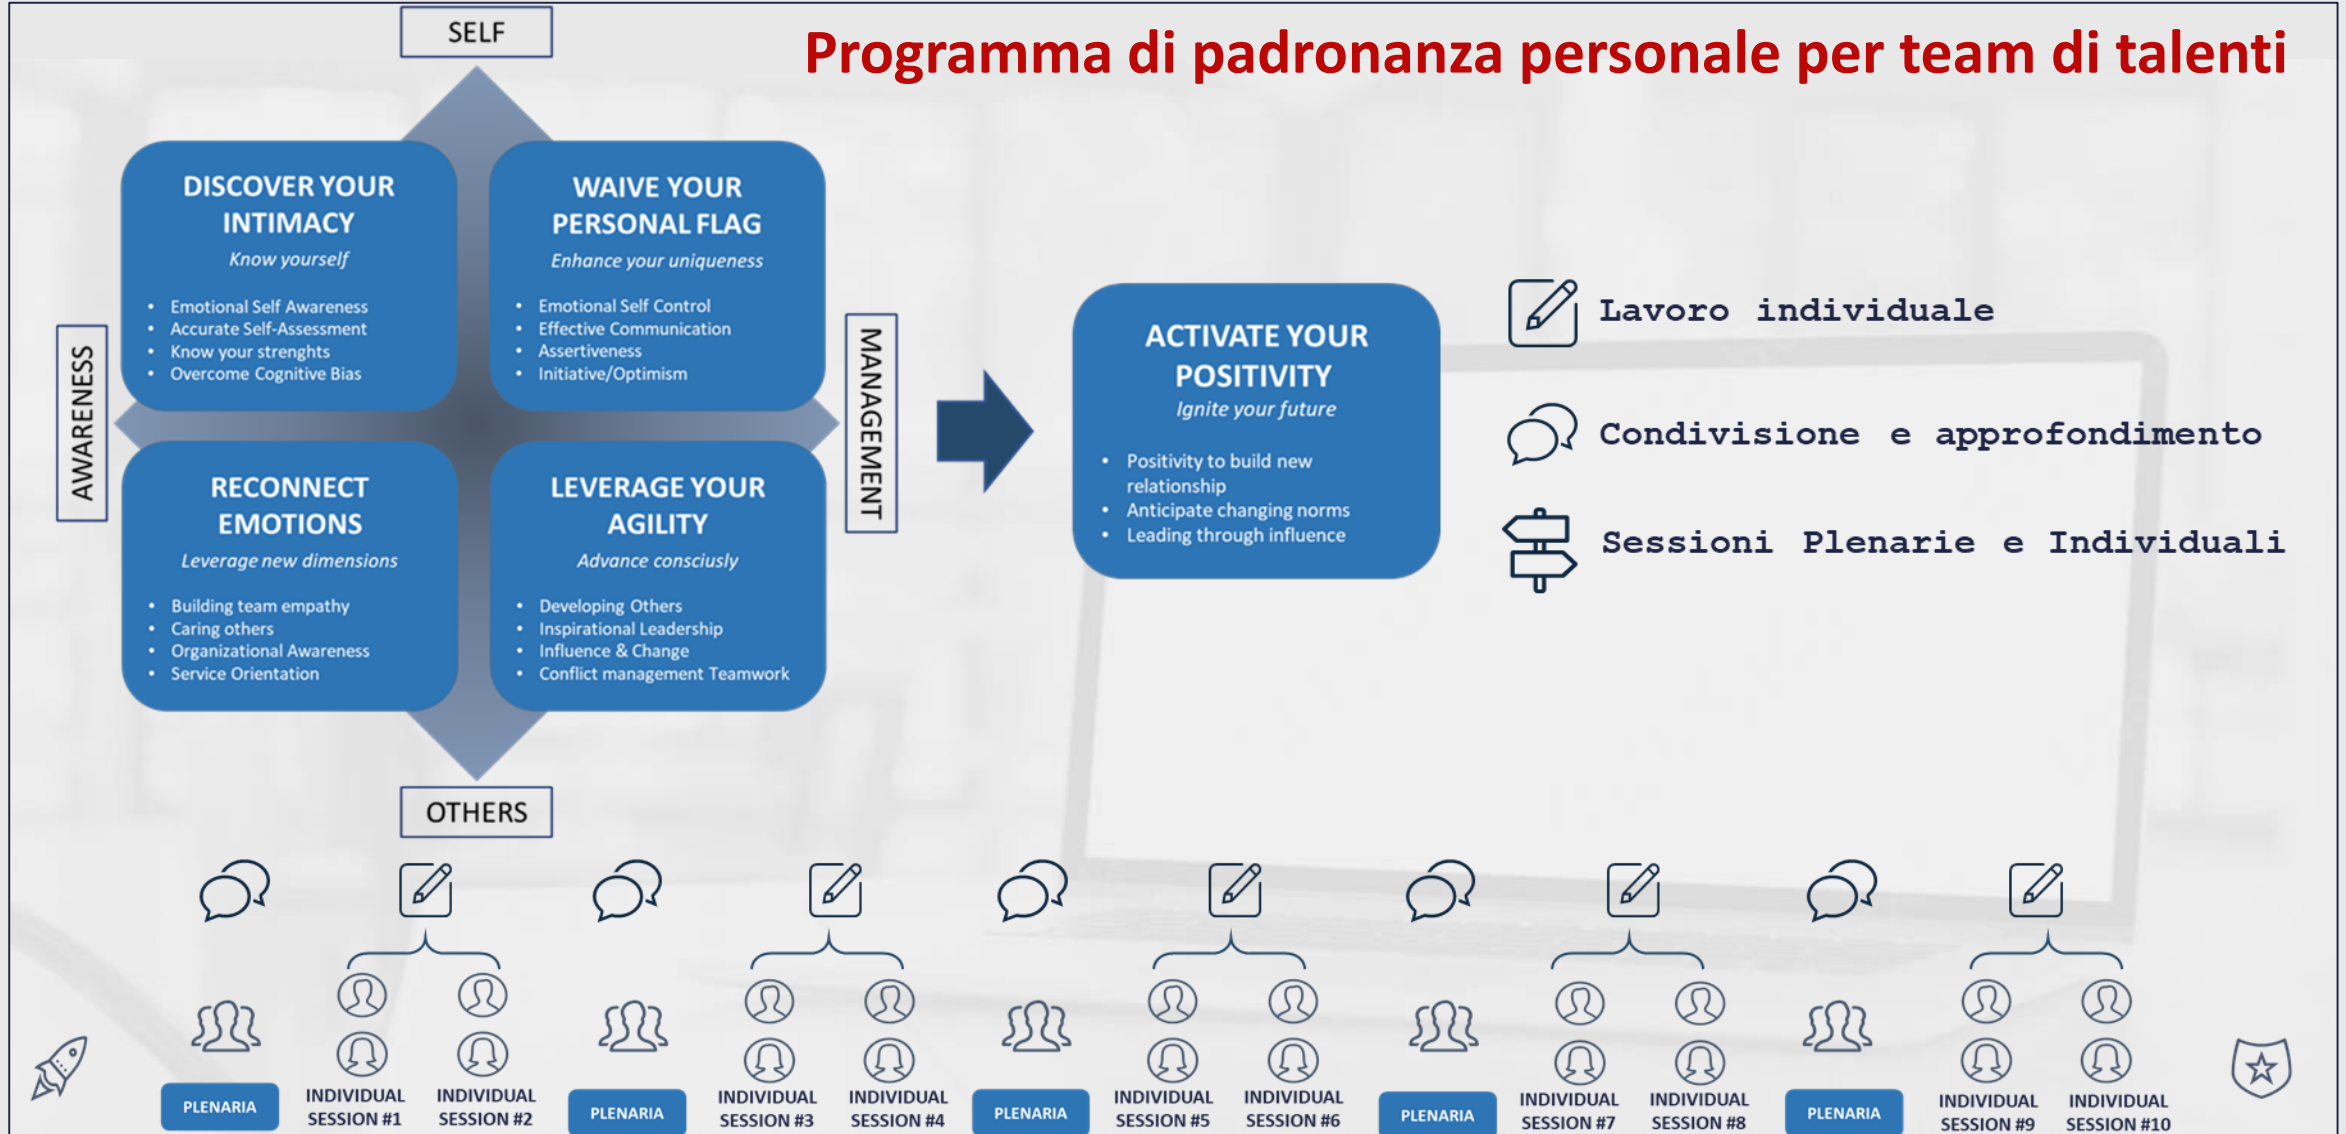 Programma di padronanza personale per team di talenti
SELF
AWARENESS
MANAGEMENT
OTHERS
DISCOVER YOUR
INTIMACY
Know yourself
• Emotional Self Awareness
• Accurate Self-Assessment
• Know your strenghts
• Overcome Cognitive Bias
WAIVE YOUR
PERSONAL FLAG
Enhance your uniqueness
• Emotional Self Control
• Effective Communication
• Assertiveness
• Initiative/Optimism
RECONNECT
EMOTIONS
Leverage new dimensions
• Building team empathy
• Caring others
• Organizational Awareness
• Service Orientation
LEVERAGE YOUR
AGILITY
Advance consciusly
• Developing Others
• Inspirational Leadership
• Influence & Change
• Conflict management Teamwork
ACTIVATE YOUR
POSITIVITY
Ignite your future
• Positivity to build new
relationship
• Anticipate changing norms
• Leading through influence
Lavoro individuale
Condivisione e approfondimento
Sessioni Plenarie e Individuali
PLENARIA
INDIVIDUAL
SESSION #1
INDIVIDUAL
SESSION #2
PLENARIA
INDIVIDUAL
SESSION #3
INDIVIDUAL
SESSION #4
PLENARIA
INDIVIDUAL
SESSION #5
INDIVIDUAL
SESSION #6
PLENARIA
INDIVIDUAL
SESSION #7
INDIVIDUAL
SESSION #8
PLENARIA
INDIVIDUAL
SESSION #9
INDIVIDUAL
SESSION #10